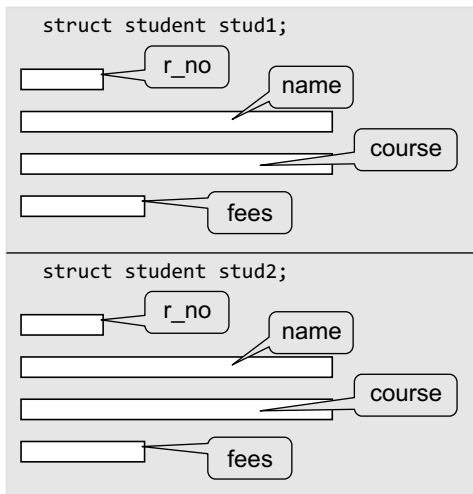 struct student stud1;
r_no
name
course
fees
struct student stud2;
r_no
name
course
fees